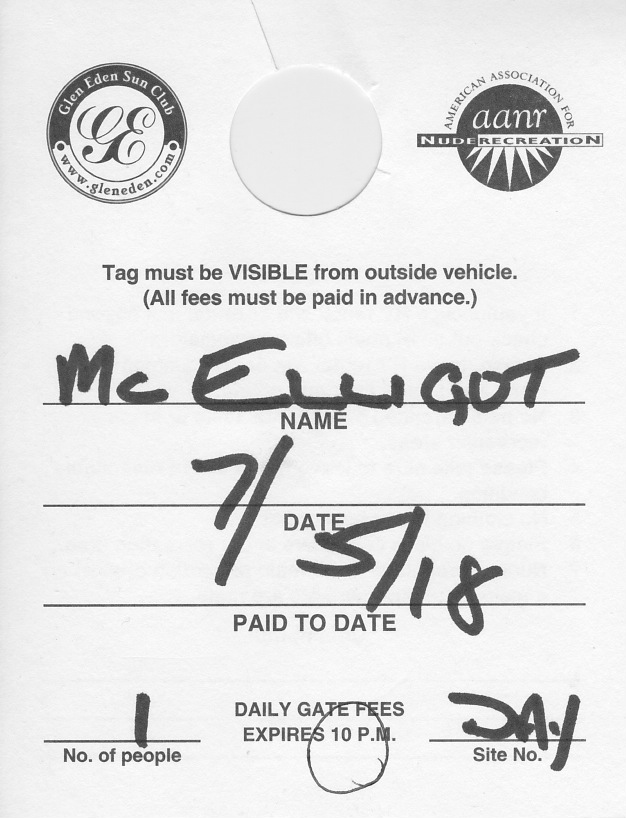 Glen Eden Sun Club
GE
www.gleneden.com
AMERICAN ASSOCIATION FOR
aanr
NUDE RECREATION
Tag must be VISIBLE from outside vehicle.
(All fees must be paid in advance.)
Mc ELLIGOT
NAME
7/5/18
DATE
PAID TO DATE
1
No. of people
DAILY GATE FEES
EXPIRES 10 P.M.
DAY
Site No.